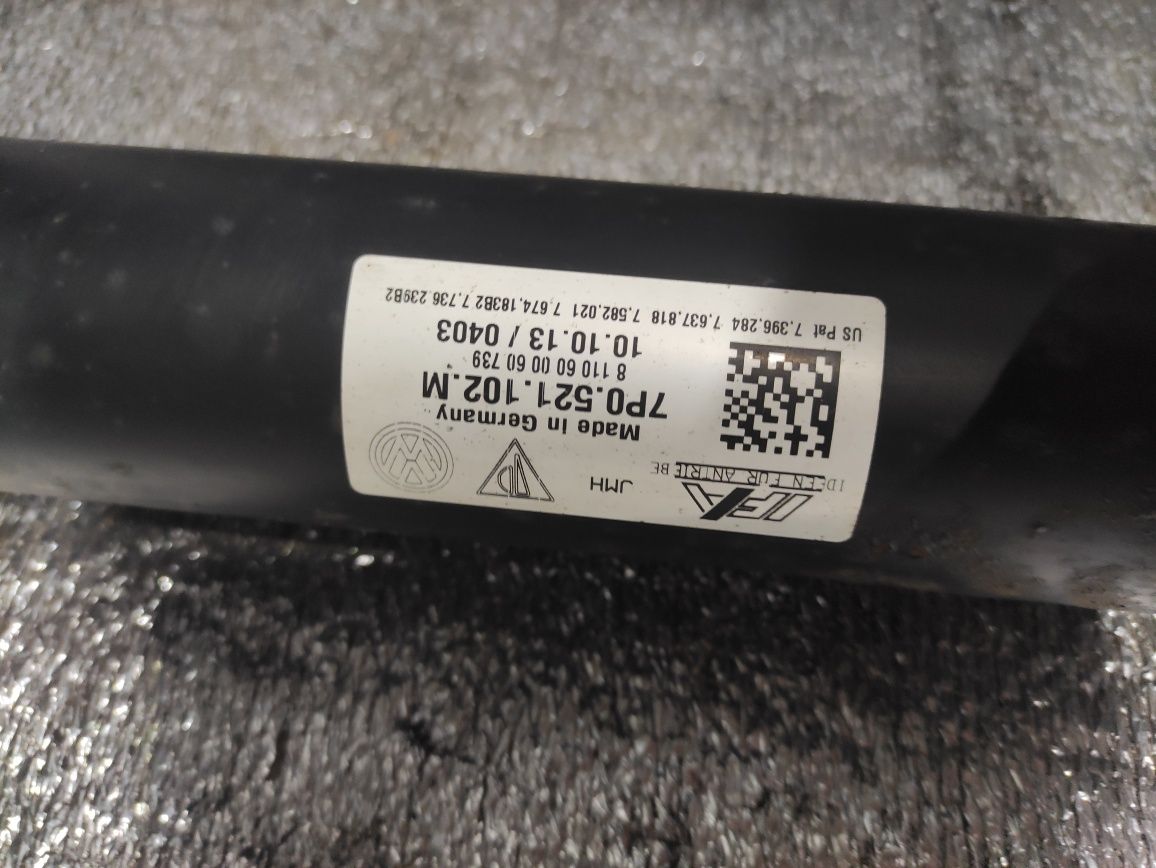 IFA
IDEEN FÜR ANTRIEBE
JMH
Made in Germany
7P0.521.102.M
8 110 60 00 60 739
10.10.13 / 0403
US Pat 7.396.284 7.637.818 7.582.021 7.674.183B2 7.736.239B2